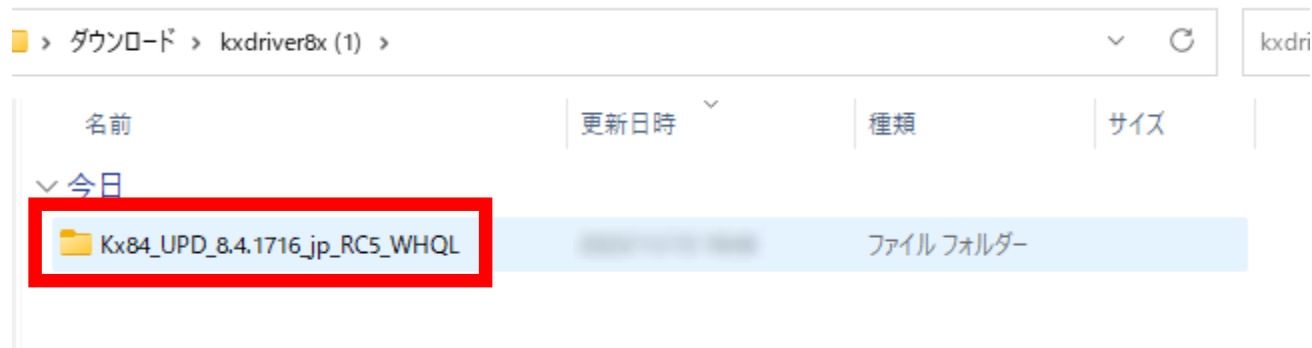 ダウンロード kxdriver8x (1) kxdri
名前 更新日時 種類 サイズ
今日
Kx84_UPD_8.4.1716_jp_RC5_WHQL ファイル フォルダー